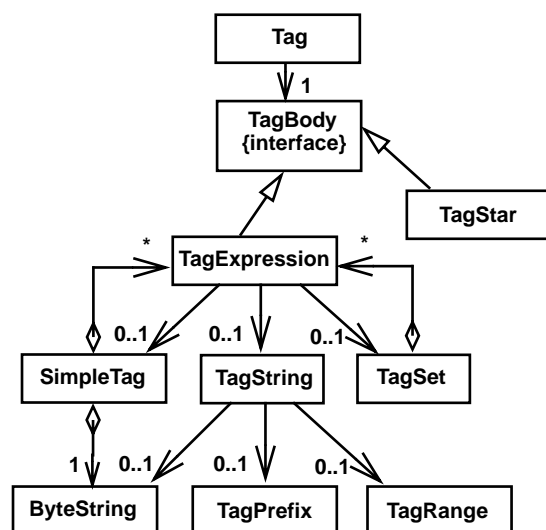 Tag
1
TagBody
{interface}
TagStar
* *
TagExpression
0..1 0..1 0..1
SimpleTag TagString TagSet
1 0..1 0..1 0..1
ByteString TagPrefix TagRange